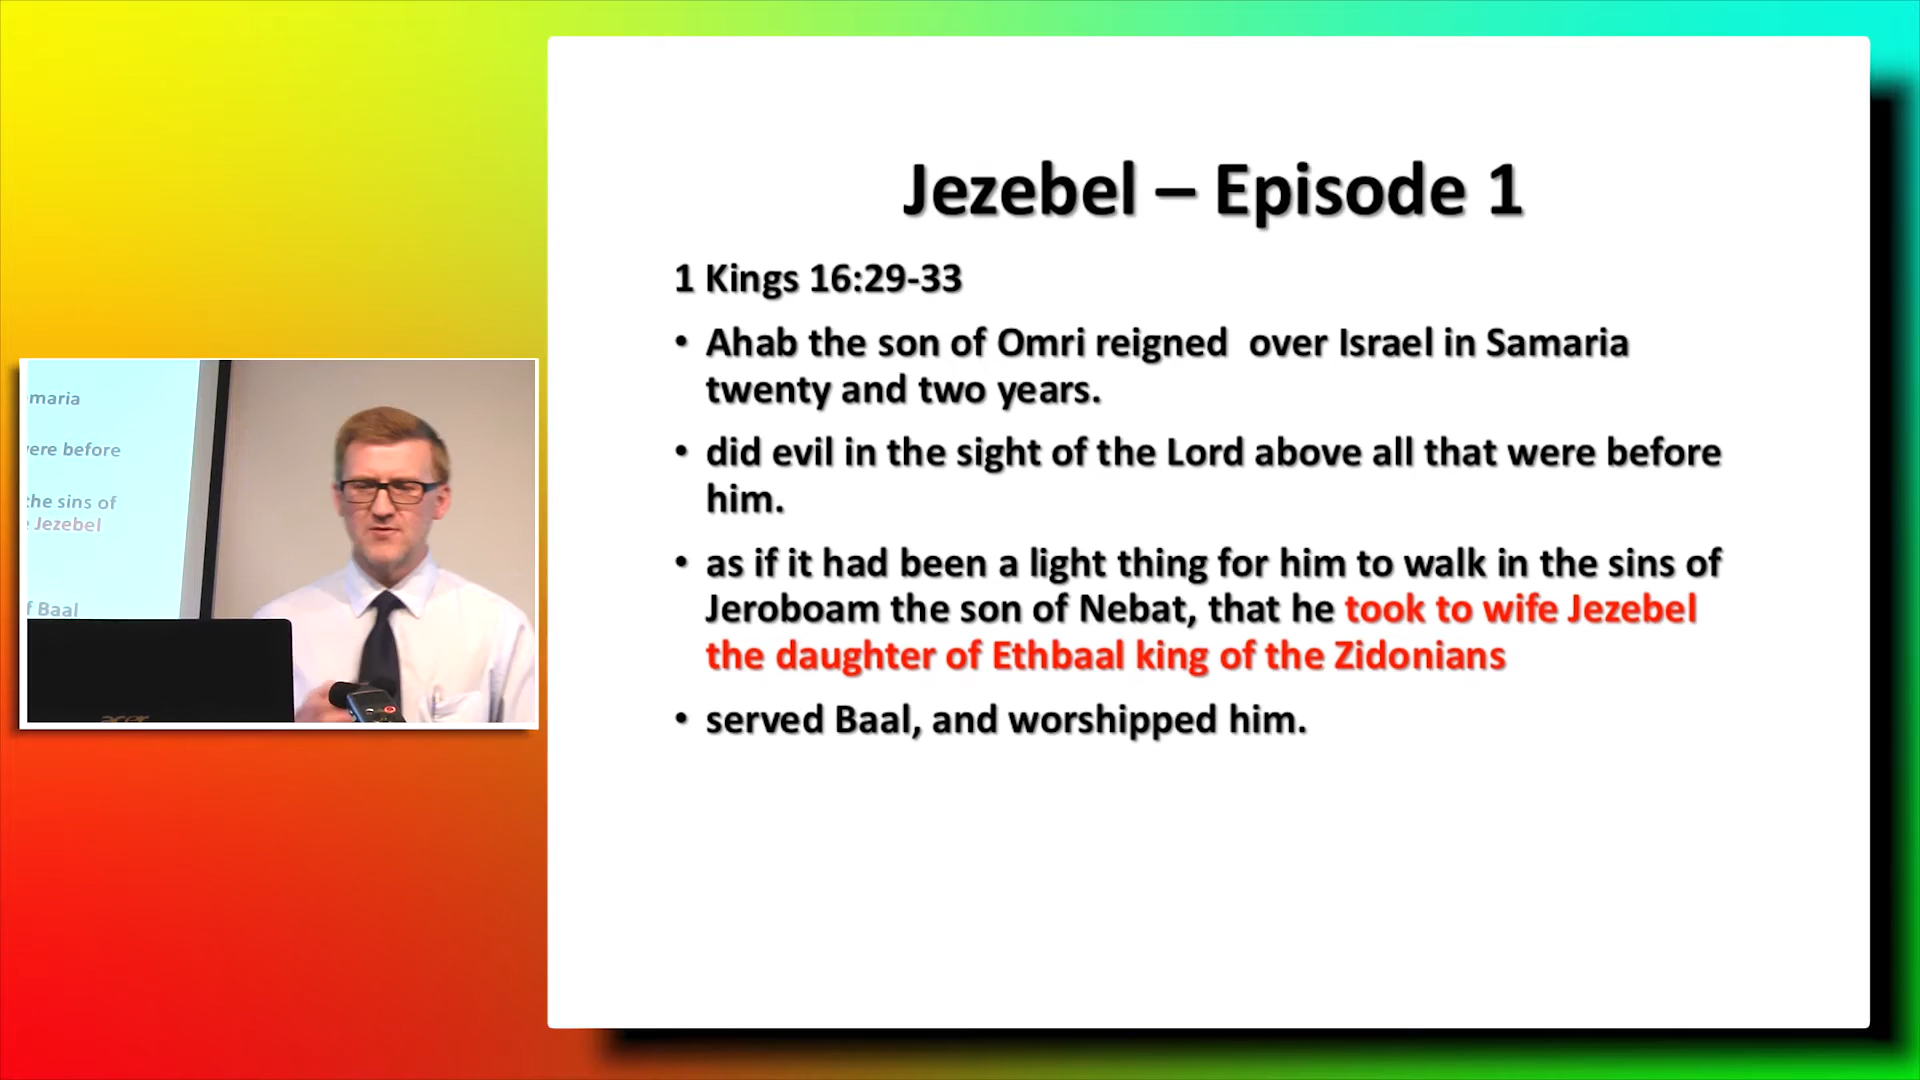 Jezebel – Episode 1
1 Kings 16:29-33
• Ahab the son of Omri reigned  over Israel in Samaria
twenty and two years.
• did evil in the sight of the Lord above all that were before
him.
• as if it had been a light thing for him to walk in the sins of
Jeroboam the son of Nebat, that he took to wife Jezebel
the daughter of Ethbaal king of the Zidonians
• served Baal, and worshipped him.
maria
ere before
the sins of
Jezebel
f Baal
acer